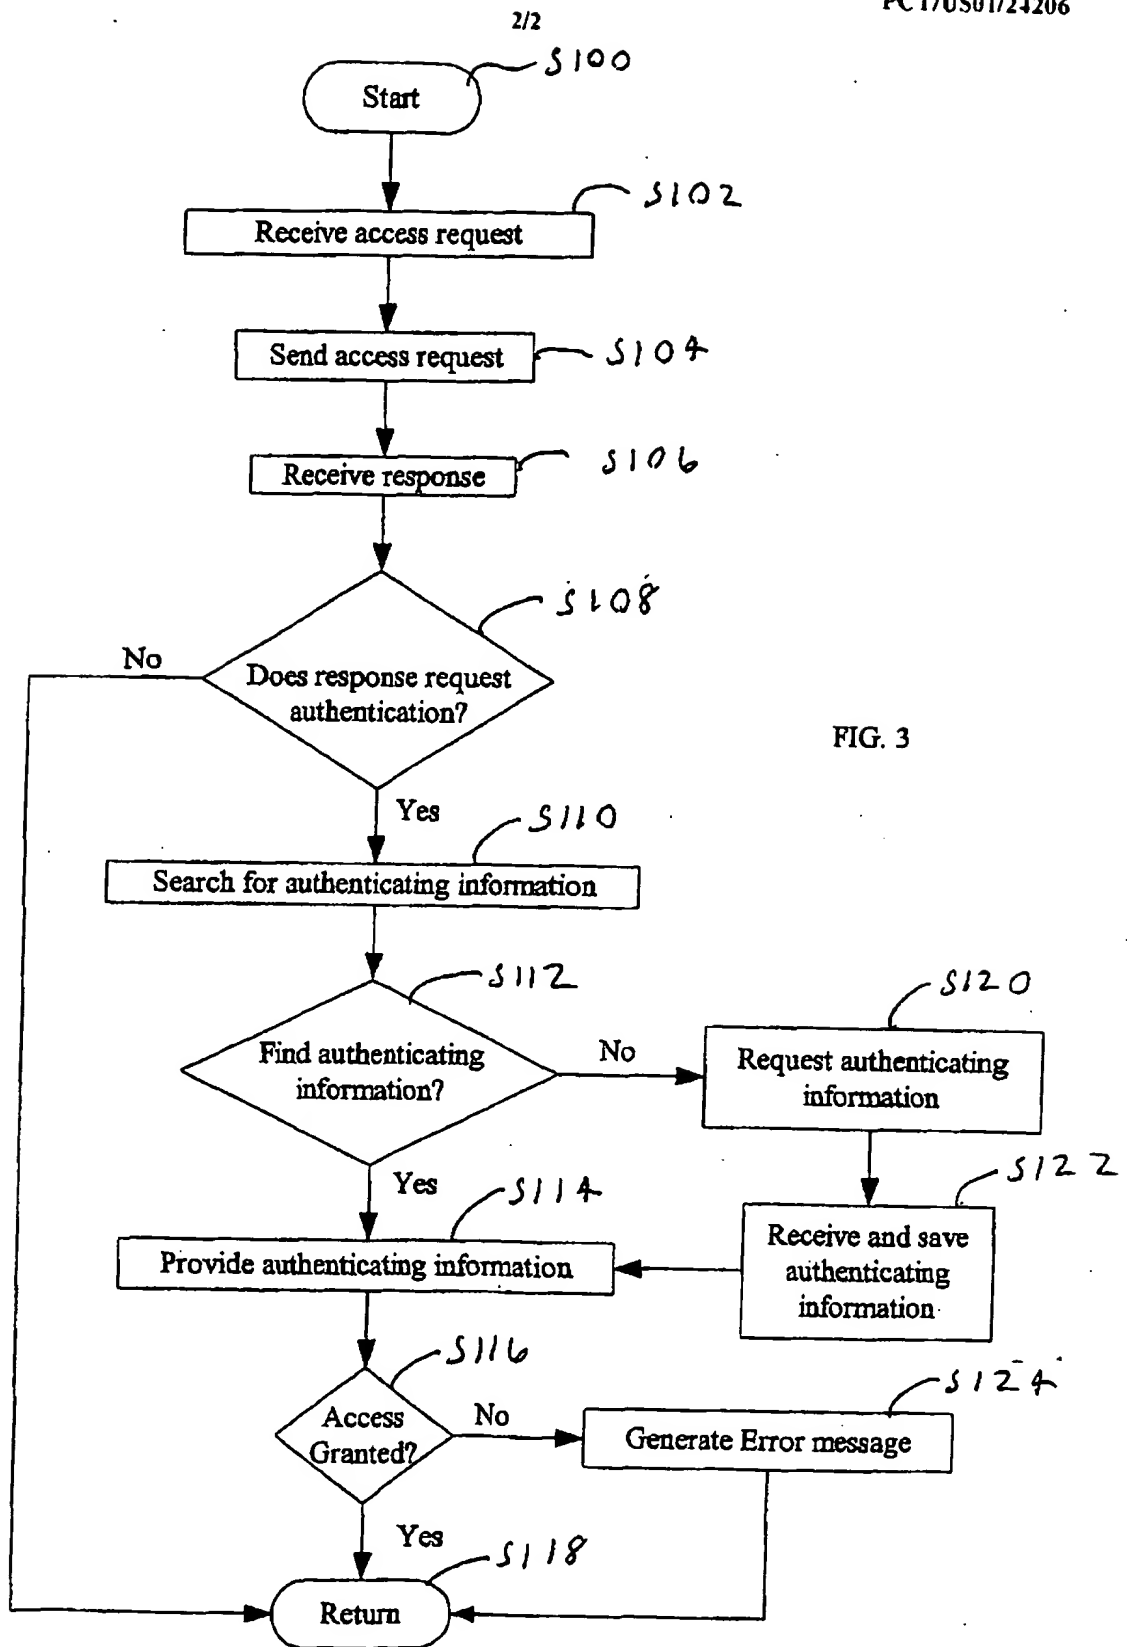 2/2
PCT/US01/24206
S100
Start
S102
Receive access request
Send access request
S104
Receive response
S106
S108
No
Does response request
authentication?
FIG. 3
Yes
S110
Search for authenticating information
S112
S120
Find authenticating
information?
No
Request authenticating
information
S122
Yes
S114
Provide authenticating information
Receive and save
authenticating
information
S116
S124
Access
Granted?
No
Generate Error message
Yes
S118
Return